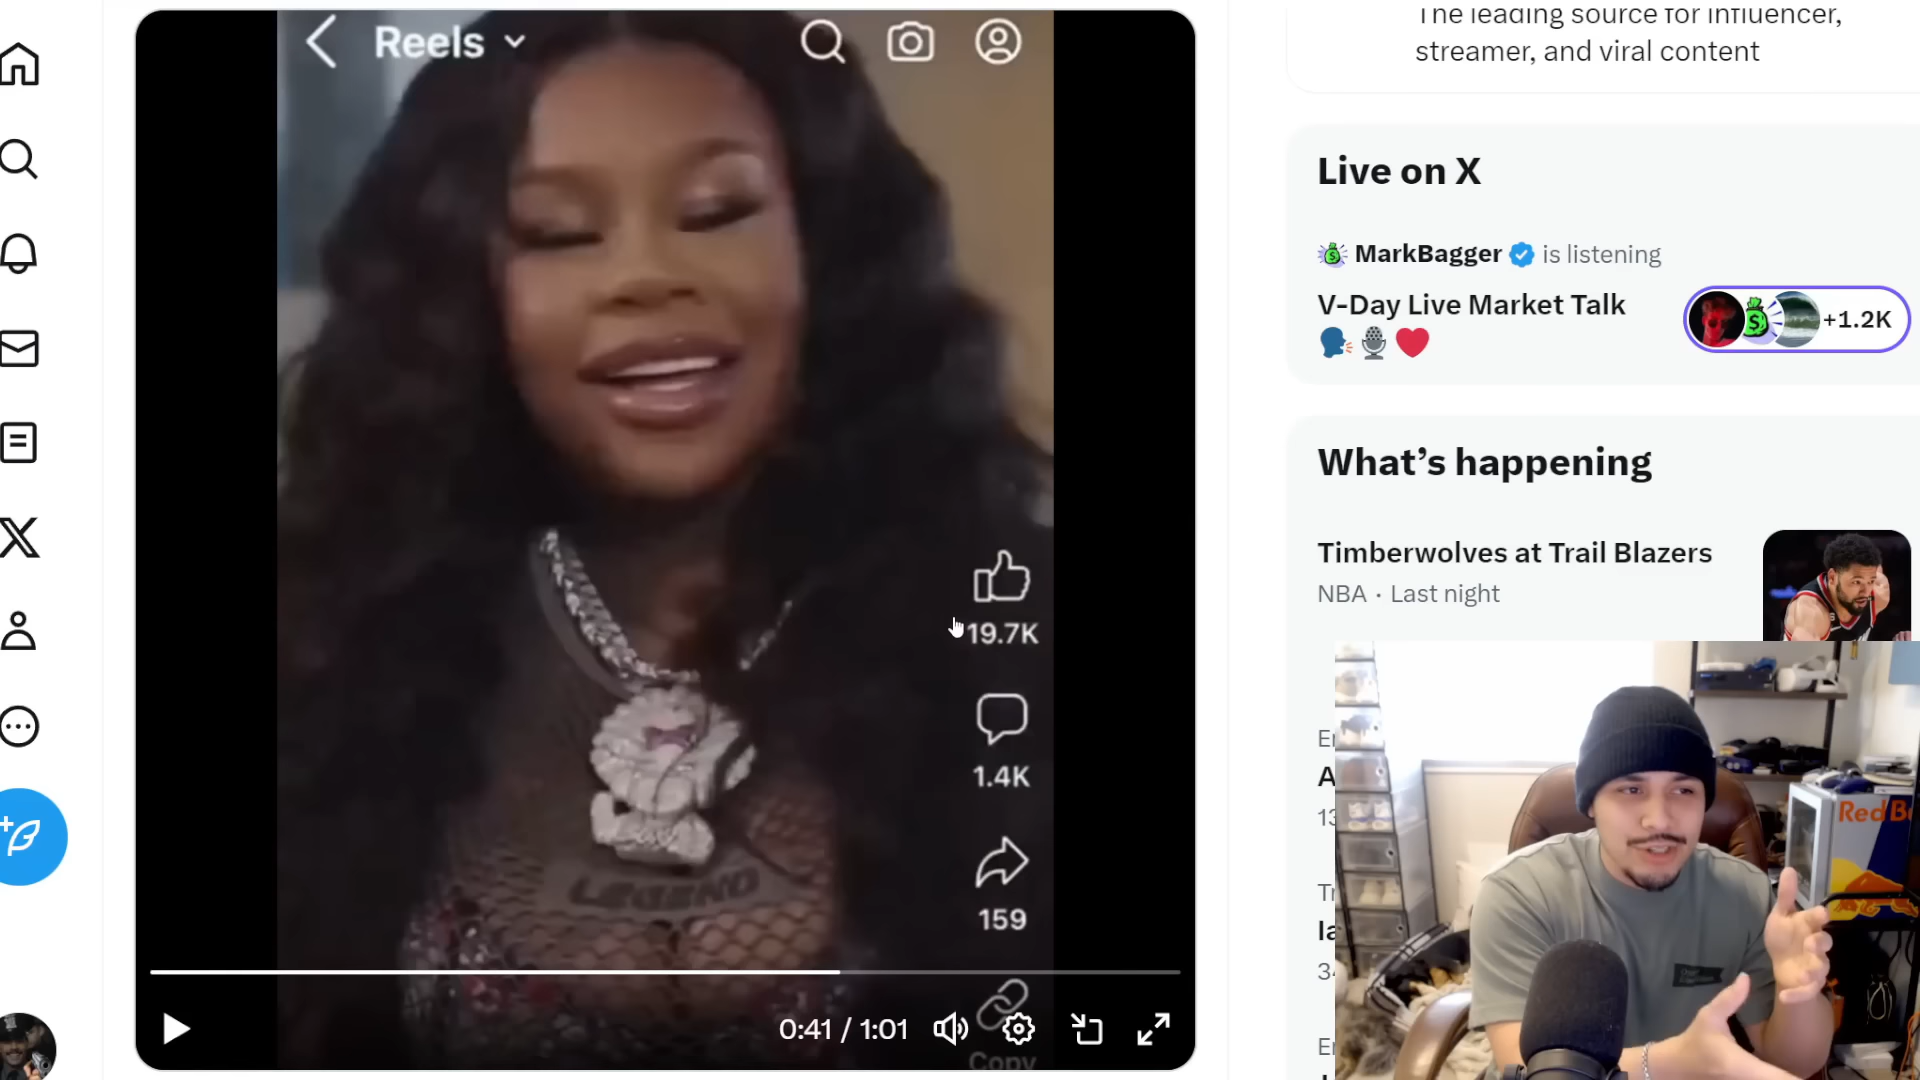 Reels
19.7K
1.4K
159
Copy
LEGEND
0:41 / 1:01
The leading source for influencer,
streamer, and viral content
Live on X
MarkBagger is listening
V-Day Live Market Talk
+1.2K
What's happening
Timberwolves at Trail Blazers
NBA · Last night
RedB